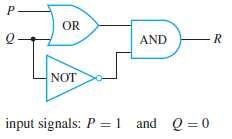 P
OR
Q
AND
R
NOT
input signals: P = 1 and Q = 0